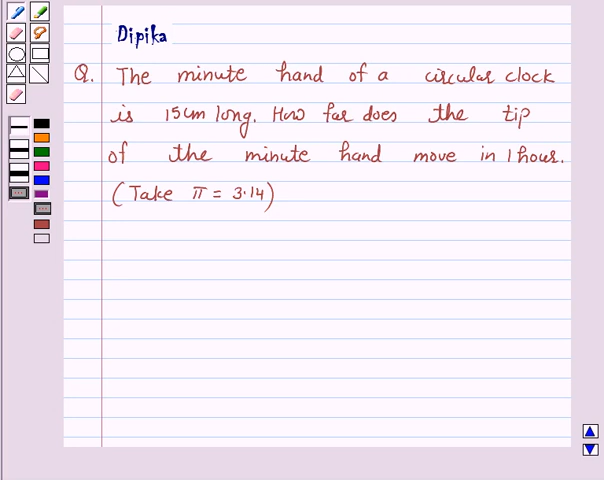 Dipika
Q. The minute hand of a circular clock
is 15cm long. How far does the tip
of the minute hand move in 1 hour.
(Take π = 3.14)